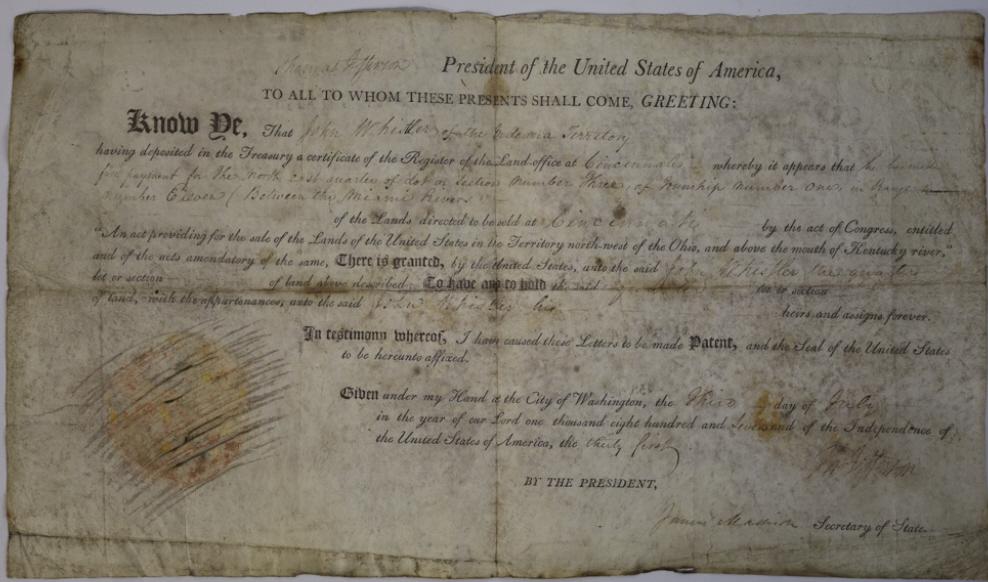 Thomas Jefferson President of the United States of America,
TO ALL TO WHOM THESE PRESENTS SHALL COME, GREETING:
Know Ye, That John Whistler of the Indiana Territory
having deposited in the Treasury a certificate of the Register of the Land-office at Cincinnati whereby it appears that he has made
full payment for the north east quarter of Lot or Section number Three, of Township number One, in Range
number Eleven (Between the Miami Rivers
of the Lands directed to be sold at Cincinnati by the act of Congress, entitled
"An act providing for the sale of the Lands of the United States in the Territory north-west of the Ohio, and above the mouth of Kentucky river,"
and of the acts amendatory of the same, There is granted, by the United States, unto the said John Whistler the quarter
lot or section of land above described: To have and to hold the said quarter lot or section
of land, with the appurtenances, unto the said John Whistler his heirs and assigns forever.
In testimony whereof, I have caused these Letters to be made Patent, and the Seal of the United States
to be hereunto affixed.
Given under my Hand at the City of Washington, the Third day of July
in the year of our Lord one thousand eight hundred and seven and of the Independence of
the United States of America, the thirty first
Th Jefferson
BY THE PRESIDENT,
James Madison Secretary of State